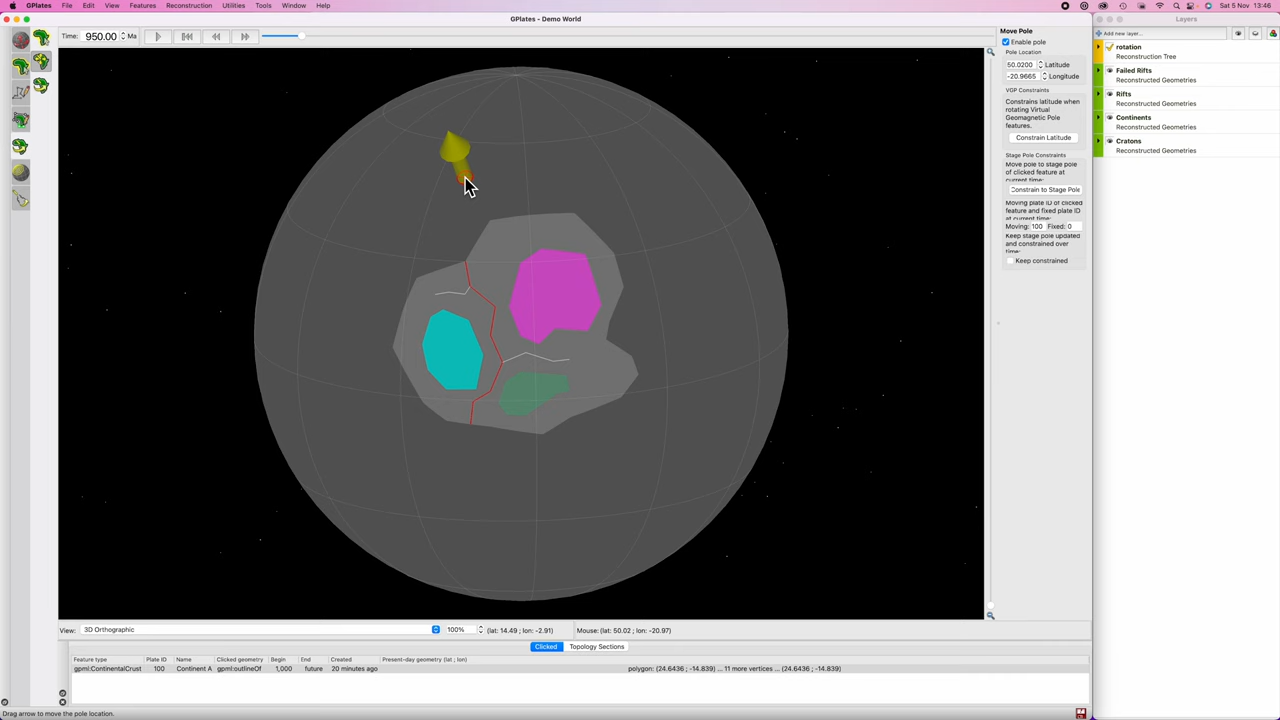 GPlates File Edit View Features Reconstruction Utilities Tools Window Help Sat 5 Nov 13:46
GPlates - Demo World
Time: 950.00 Ma
Move Pole
Enable pole
Pole Location
50.0200 Latitude
-20.9665 Longitude
VGP Constraints
Constrains latitude when
rotating Virtual
Geomagnetic Pole
features.
Constrain Latitude
Stage Pole Constraints
Move pole to stage pole
of clicked feature at
current time:
Constrain to Stage Pole
Moving plate ID of clicked
feature and fixed plate ID
at current time:
Moving: 100 Fixed: 0
Keep stage pole updated
and constrained over
time:
Keep constrained
Layers
Add new layer...
rotation
Reconstruction Tree
Failed Rifts
Reconstructed Geometries
Rifts
Reconstructed Geometries
Continents
Reconstructed Geometries
Cratons
Reconstructed Geometries
View: 3D Orthographic 100% (lat: 14.49 ; lon: -2.91) Mouse: (lat: 50.02 ; lon: -20.97)
Clicked Topology Sections
Feature type Plate ID Name Clicked geometry Begin End Created Present-day geometry (lat ; lon)
gpml:ContinentalCrust 100 Continent A gpml:outlineOf 1,000 future 20 minutes ago polygon: (24.6436 ; -14.839) ... 11 more vertices ... (24.6436 ; -14.839)
Drag arrow to move the pole location.